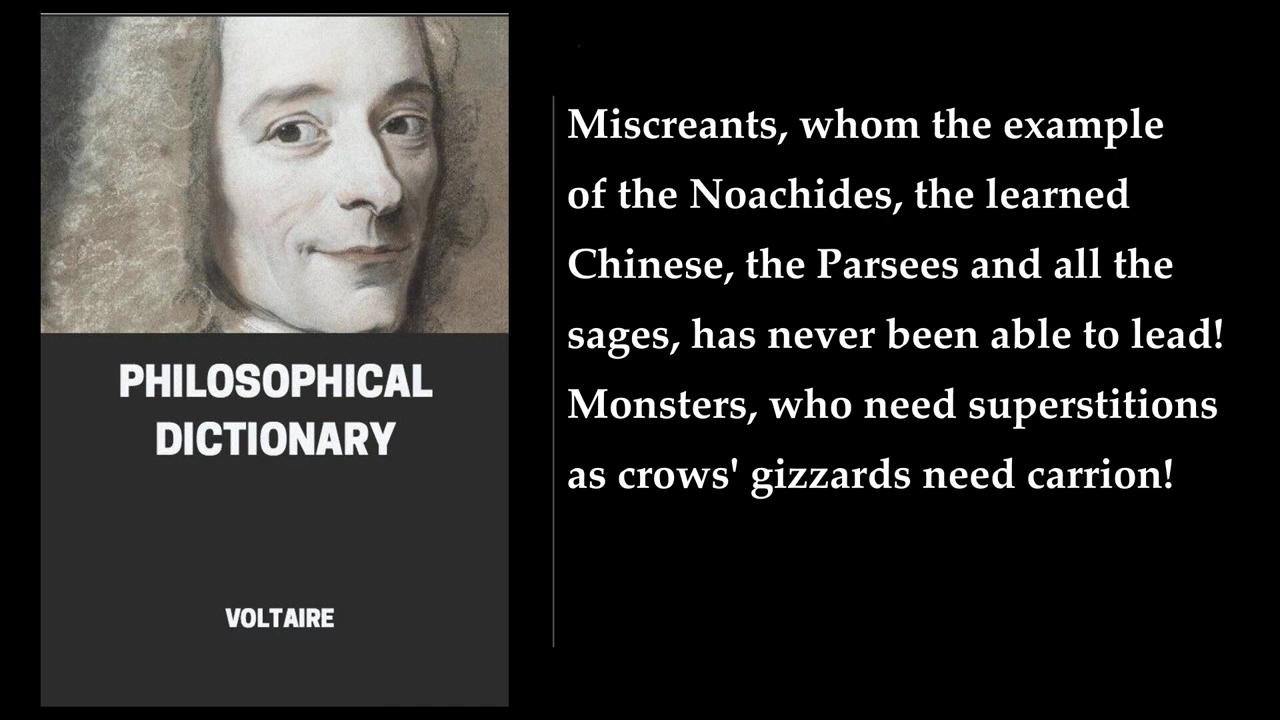 PHILOSOPHICAL
DICTIONARY
VOLTAIRE
Miscreants, whom the example
of the Noachides, the learned
Chinese, the Parsees and all the
sages, has never been able to lead!
Monsters, who need superstitions
as crows' gizzards need carrion!